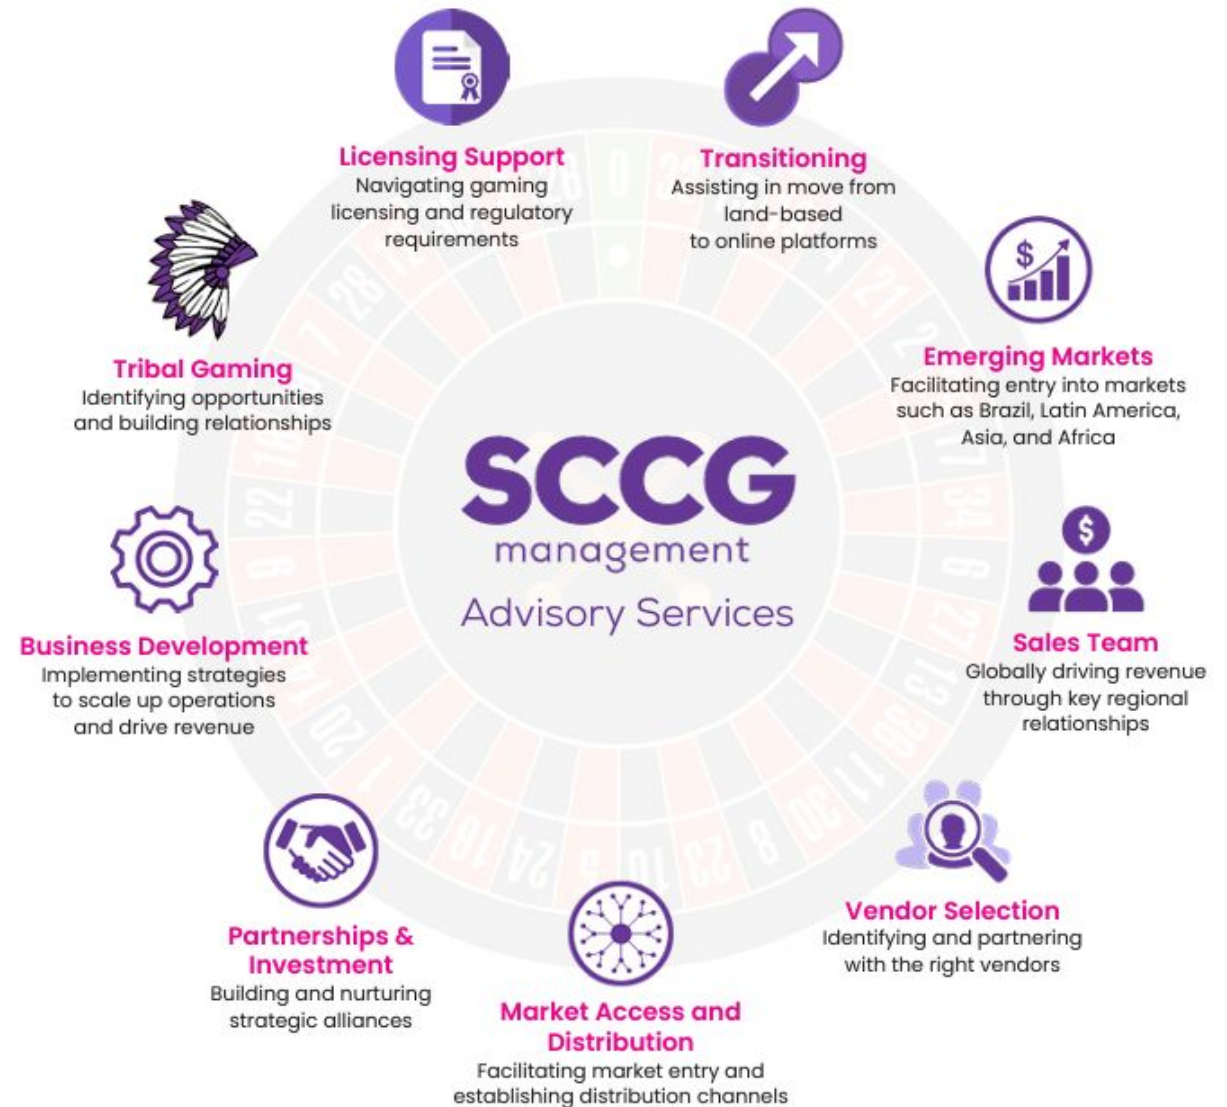 Licensing Support
Navigating gaming
licensing and regulatory
requirements
Transitioning
Assisting in move from
land-based
to online platforms
Tribal Gaming
Identifying opportunities
and building relationships
Emerging Markets
Facilitating entry into markets
such as Brazil, Latin America,
Asia, and Africa
SCCG
management
Advisory Services
Business Development
Implementing strategies
to scale up operations
and drive revenue
Sales Team
Globally driving revenue
through key regional
relationships
Partnerships &
Investment
Building and nurturing
strategic alliances
Vendor Selection
Identifying and partnering
with the right vendors
Market Access and
Distribution
Facilitating market entry and
establishing distribution channels